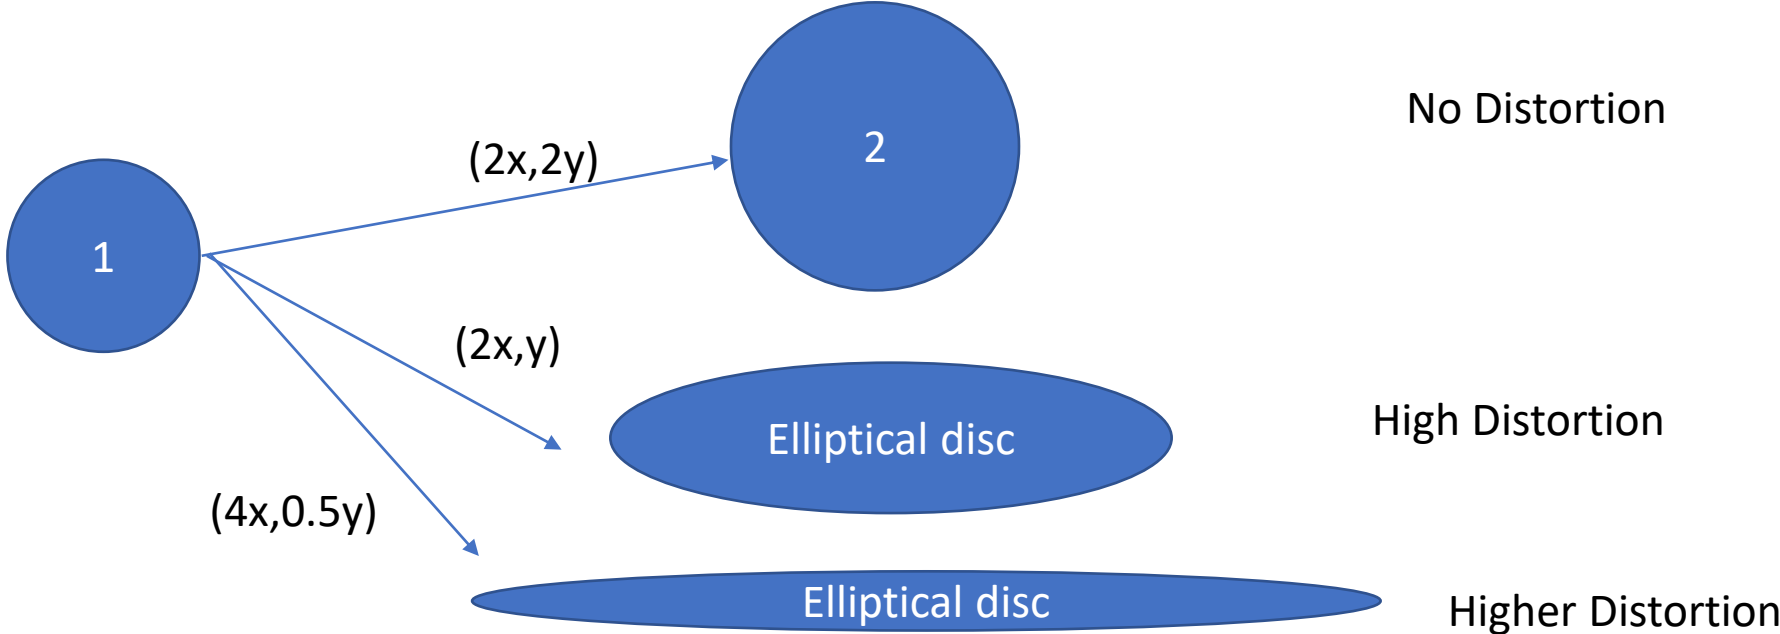 No Distortion
2
(2x,2y)
1
(2x,y)
High Distortion
Elliptical disc
(4x,0.5y)
Elliptical disc
Higher Distortion